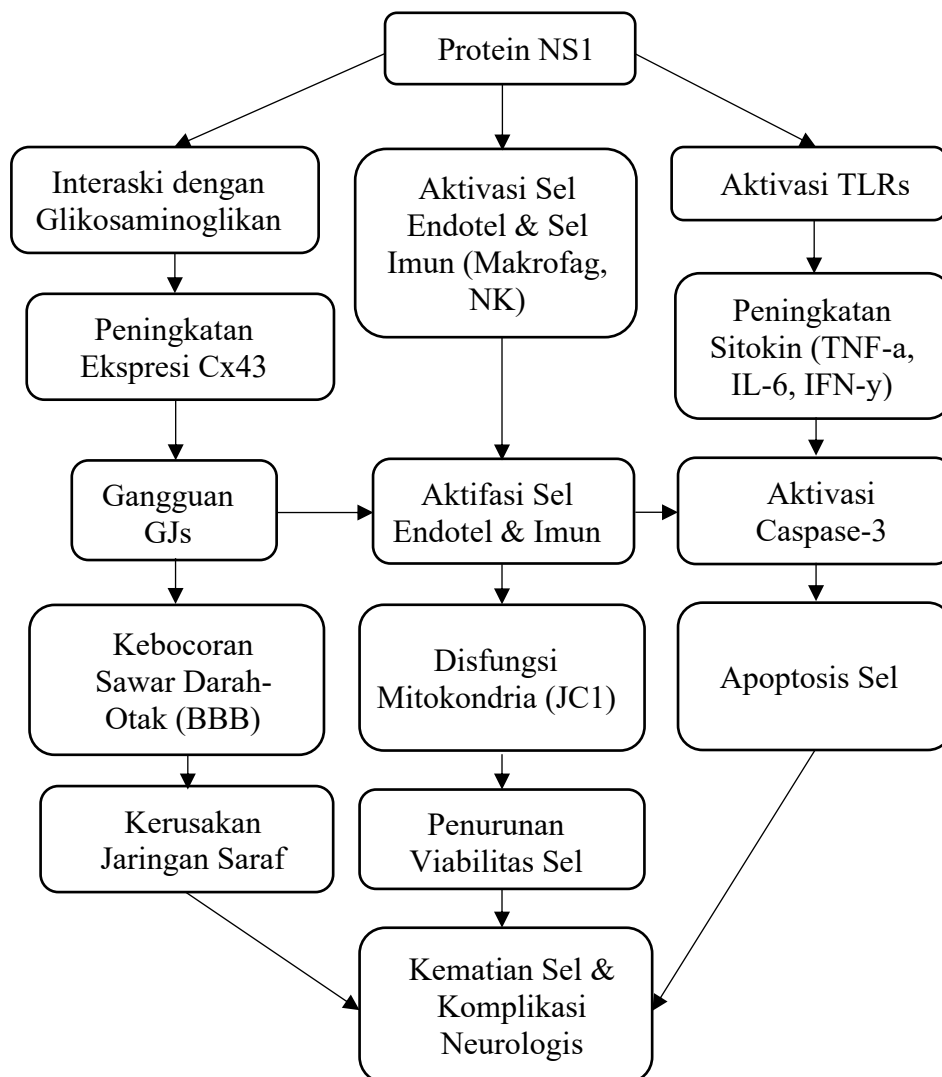 Protein NS1
Interaski dengan
Glikosaminoglikan
Aktivasi Sel
Endotel & Sel
Imun (Makrofag,
NK)
Aktivasi TLRs
Peningkatan
Ekspresi Cx43
Peningkatan
Sitokin (TNF-a,
IL-6, IFN-y)
Gangguan
GJs
Aktifasi Sel
Endotel & Imun
Aktivasi
Caspase-3
Kebocoran
Sawar Darah-
Otak (BBB)
Disfungsi
Mitokondria (JC1)
Apoptosis Sel
Kerusakan
Jaringan Saraf
Penurunan
Viabilitas Sel
Kematian Sel &
Komplikasi
Neurologis